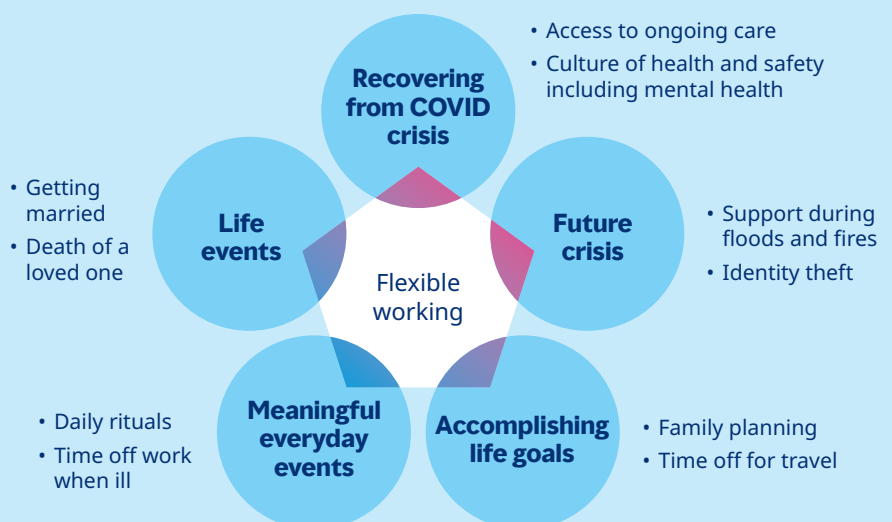 Recovering
from COVID
crisis
• Access to ongoing care
• Culture of health and safety
including mental health
Future
crisis
• Support during
floods and fires
• Identity theft
Accomplishing
life goals
• Family planning
• Time off for travel
Meaningful
everyday
events
• Daily rituals
• Time off work
when ill
Life
events
• Getting
married
• Death of a
loved one
Flexible
working